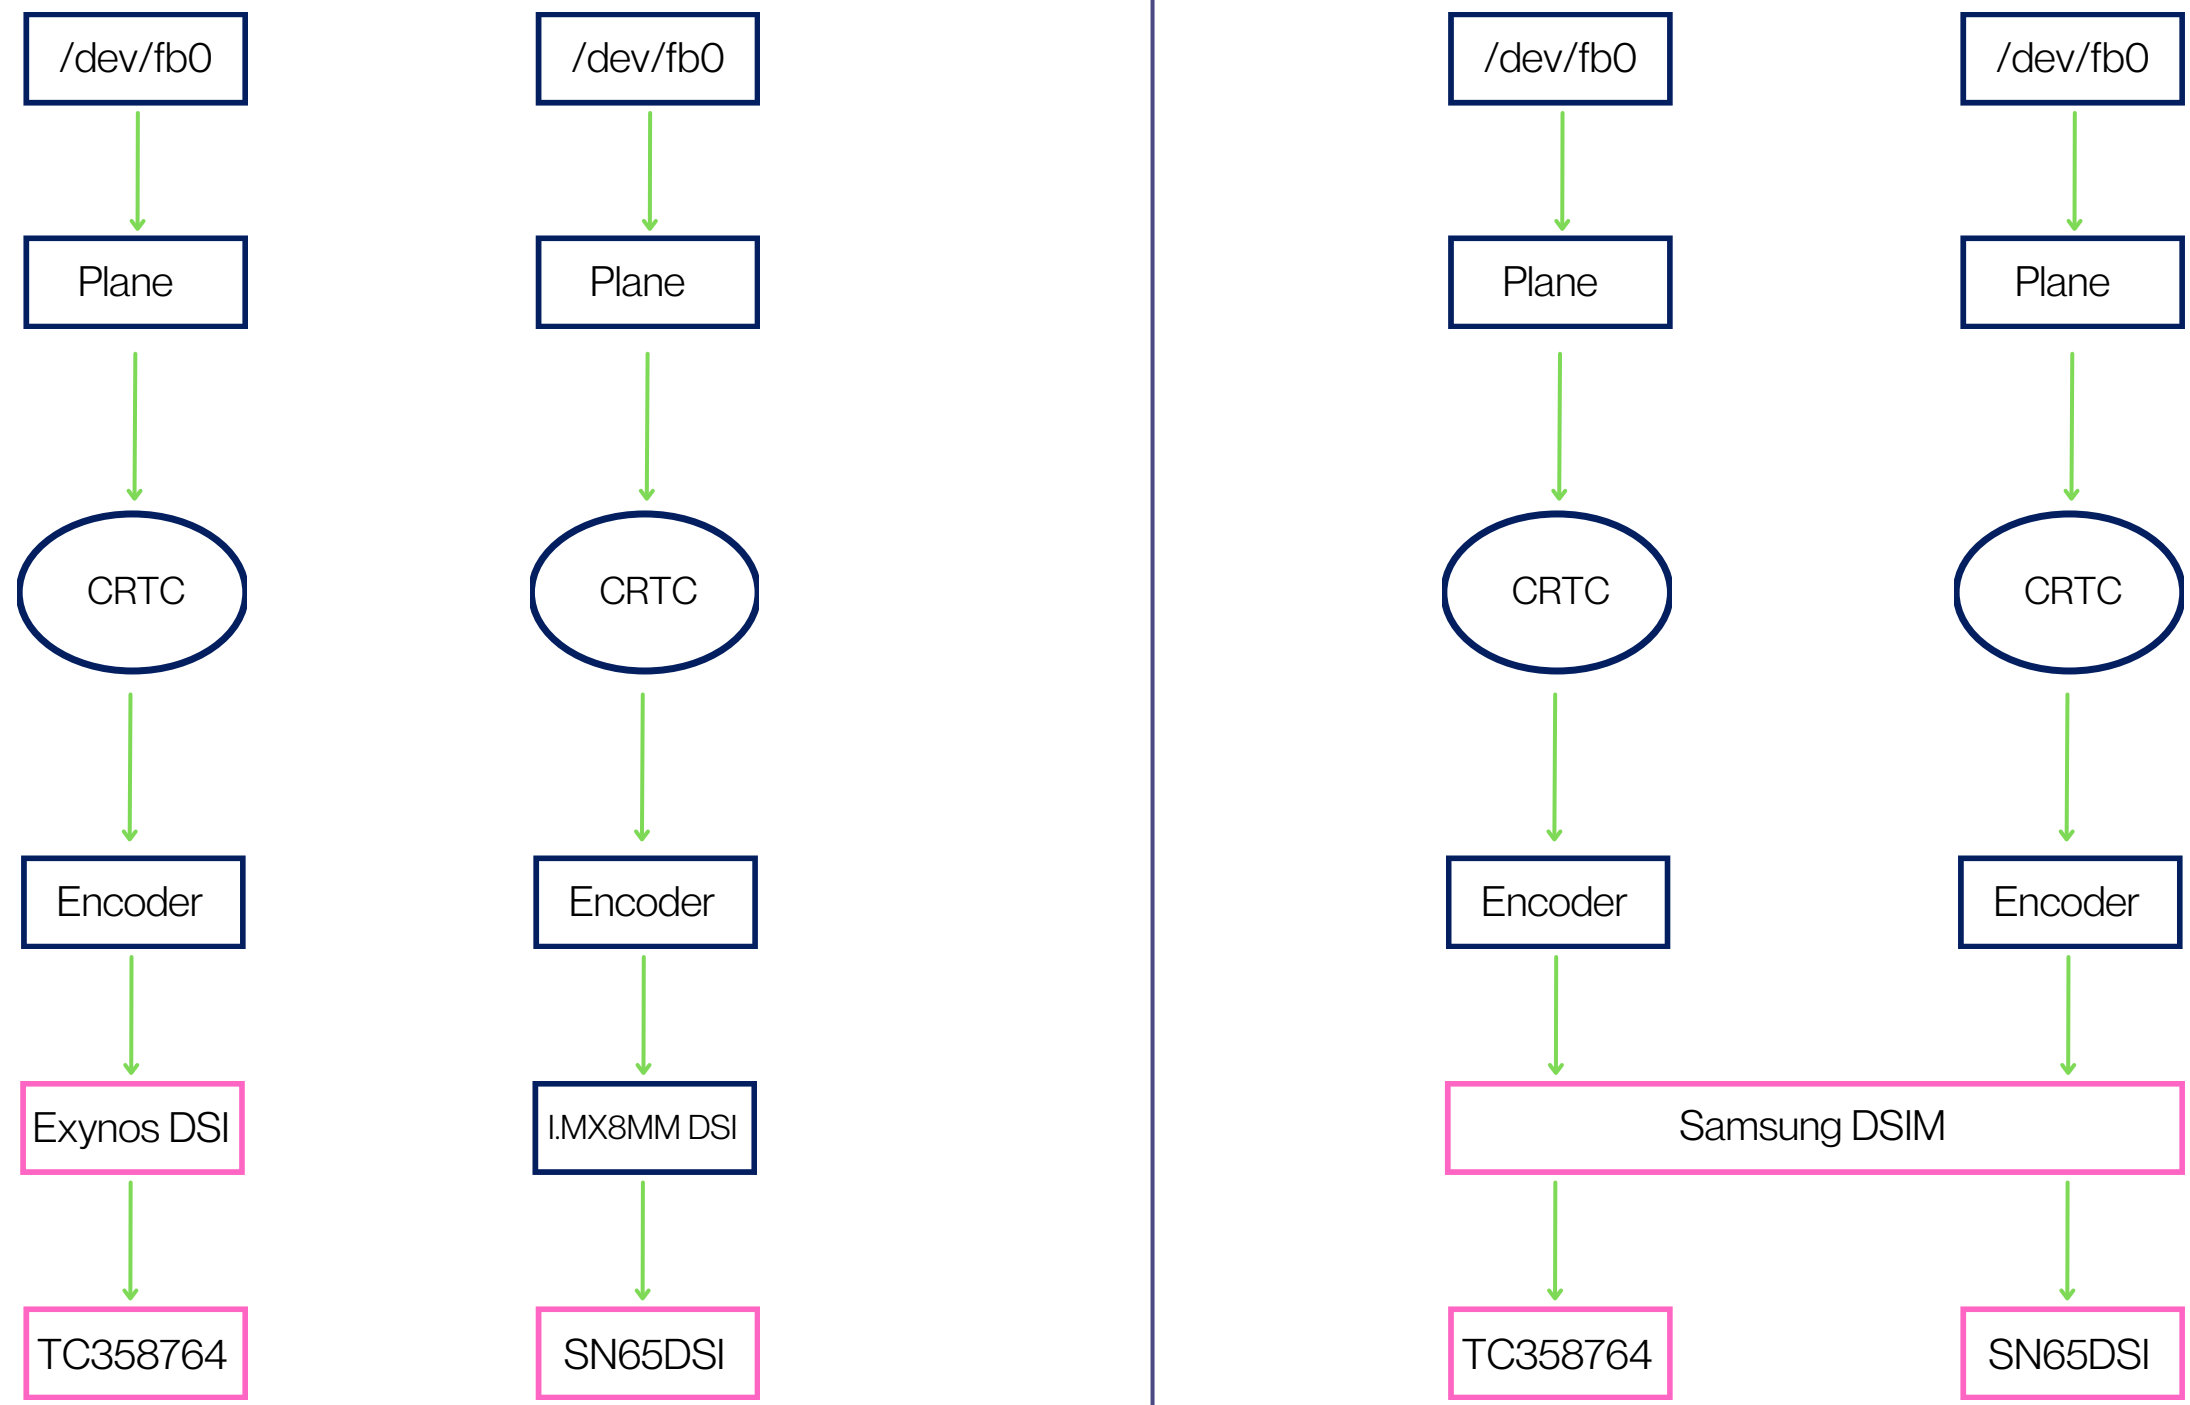 /dev/fb0
/dev/fb0
/dev/fb0
/dev/fb0
Plane
Plane
Plane
Plane
CRTC
CRTC
CRTC
CRTC
Encoder
Encoder
Encoder
Encoder
Exynos DSI
I.MX8MM DSI
Samsung DSIM
TC358764
SN65DSI
TC358764
SN65DSI